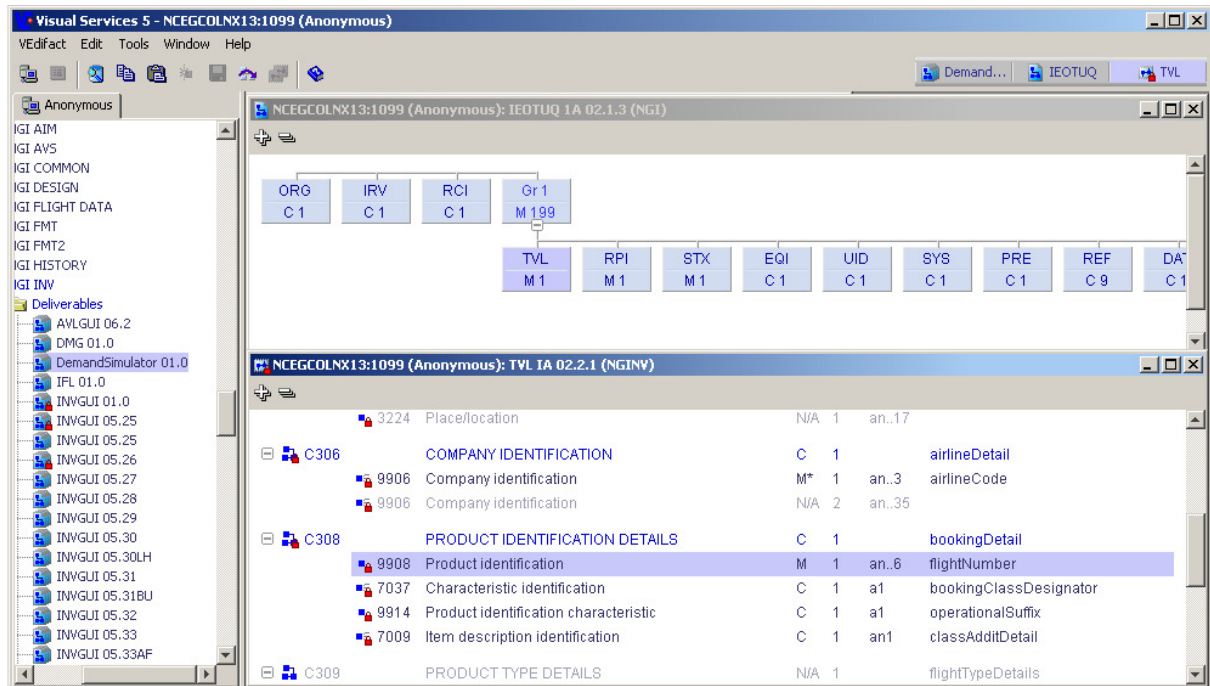 Visual Services 5 - NCEGCOLNX13:1099 (Anonymous)
VEdifact Edit Tools Window Help
Demand... IEOTUQ TVL
Anonymous
IGI AIM
IGI AVS
IGI COMMON
IGI DESIGN
IGI FLIGHT DATA
IGI FMT
IGI FMT2
IGI HISTORY
IGI INV
Deliverables
AVLGUI 06.2
DMG 01.0
DemandSimulator 01.0
IFL 01.0
INVGUI 01.0
INVGUI 05.25
INVGUI 05.25
INVGUI 05.26
INVGUI 05.27
INVGUI 05.28
INVGUI 05.29
INVGUI 05.30
INVGUI 05.30LH
INVGUI 05.31
INVGUI 05.31BU
INVGUI 05.32
INVGUI 05.33
INVGUI 05.33AF
NCEGCOLNX13:1099 (Anonymous): IEOTUQ 1A 02.1.3 (NGI)
ORG IRV RCI Gr 1
C 1 C 1 C 1 M 199
TVL RPI STX EQI UID SYS PRE REF DAT
M 1 M 1 M 1 C 1 C 1 C 1 C 1 C 9 C 1
NCEGCOLNX13:1099 (Anonymous): TVL IA 02.2.1 (NGINV)
3224 Place/location N/A 1 an..17
C306 COMPANY IDENTIFICATION C 1 airlineDetail
9906 Company identification M* 1 an..3 airlineCode
9906 Company identification N/A 2 an..35
C308 PRODUCT IDENTIFICATION DETAILS C 1 bookingDetail
9908 Product identification M 1 an..6 flightNumber
7037 Characteristic identification C 1 a1 bookingClassDesignator
9914 Product identification characteristic C 1 a1 operationalSuffix
7009 Item description identification C 1 an1 classAdditDetail
C309 PRODUCT TYPE DETAILS N/A 1 flightTypeDetails